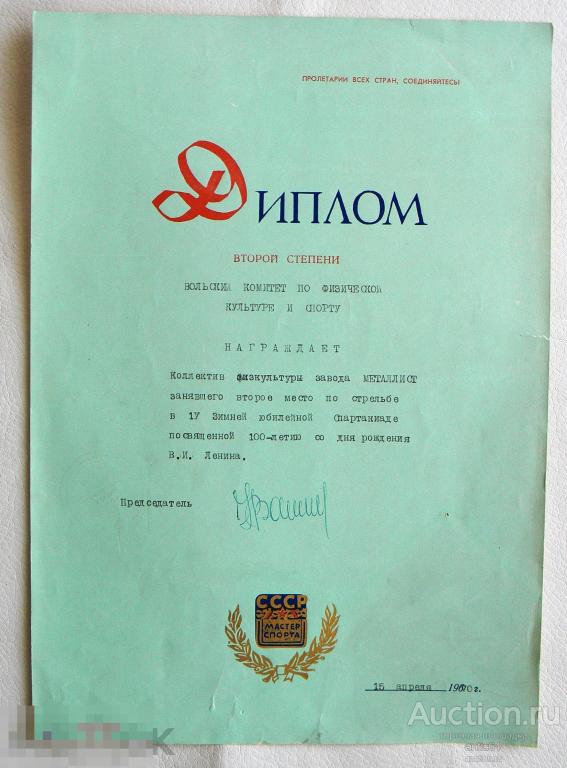 ПРОЛЕТАРИИ ВСЕХ СТРАН, СОЕДИНЯЙТЕСЬ!
ДИПЛОМ
ВТОРОЙ СТЕПЕНИ
ВОЛЬСКИЙ КОМИТЕТ ПО ФИЗИЧЕСКОЙ
КУЛЬТУРЕ И СПОРТУ
НАГРАЖДАЕТ
Коллектив физкультуры завода МЕТАЛЛИСТ
занявшего второе место по стрельбе
в 1У Зимней юбилейной Спартакиаде
посвященной 100-летию со дня рождения
В.И. Ленина.
Председатель
СССР
МАСТЕР
СПОРТА
15 апреля 1970г.
Auction.ru